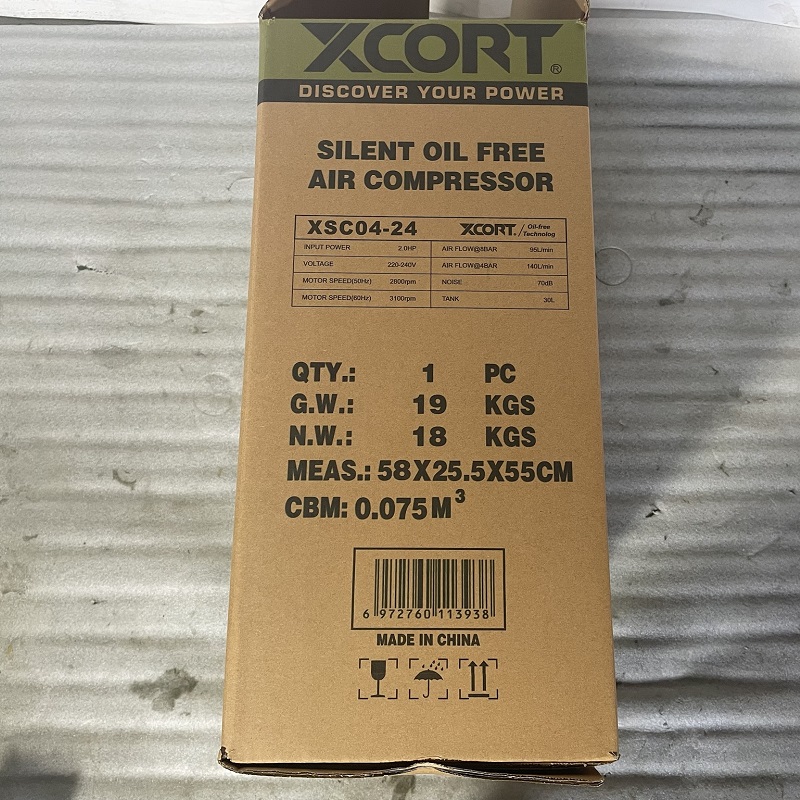 XCORT®
DISCOVER YOUR POWER
SILENT OIL FREE
AIR COMPRESSOR
XSC04-24 XCORT. / Oil-free Technolog
INPUT POWER 2.0HP AIR FLOW@8BAR 95L/min
VOLTAGE 220-240V AIR FLOW@4BAR 140L/min
MOTOR SPEED(50Hz) 2800rpm NOISE 70dB
MOTOR SPEED(60Hz) 3100rpm TANK 30L
QTY.: 1 PC
G.W.: 19 KGS
N.W.: 18 KGS
MEAS.: 58X25.5X55CM
CBM: 0.075M³
6 972760 113938
MADE IN CHINA